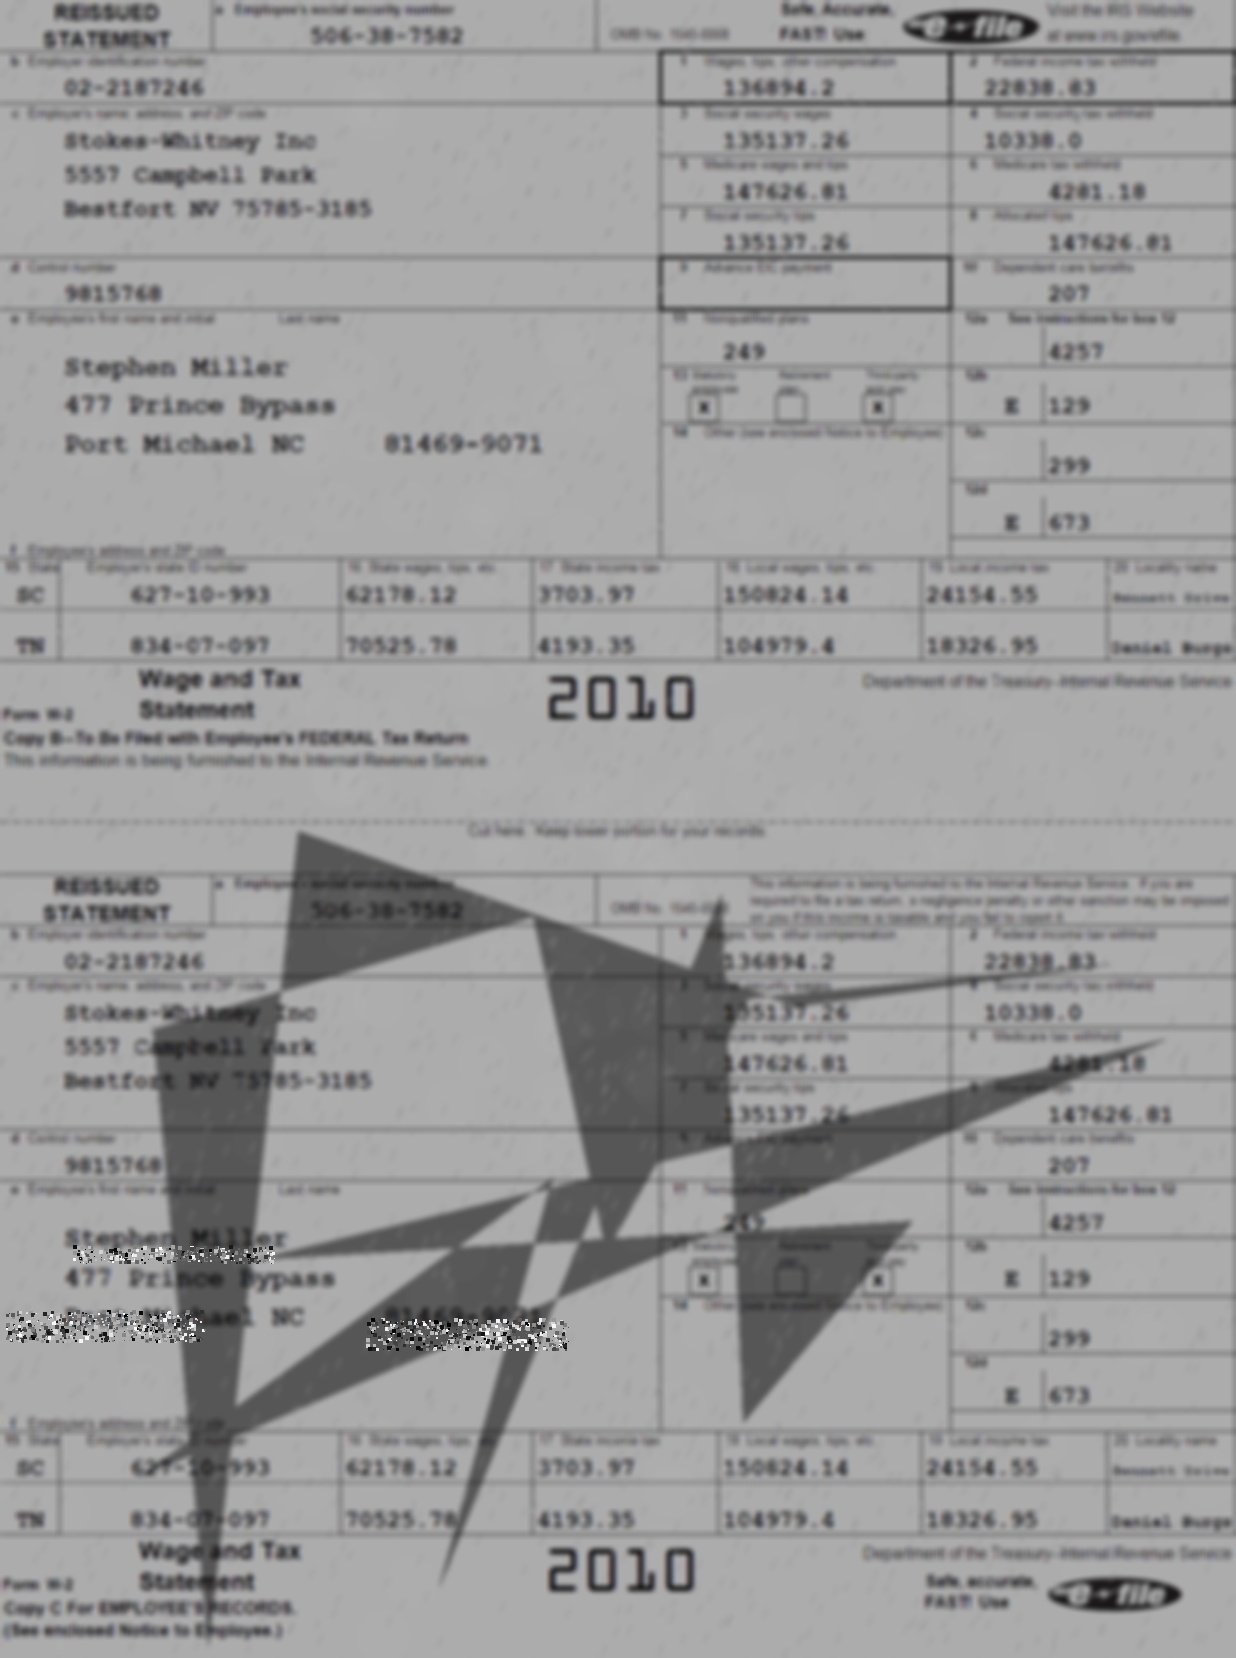 REISSUED STATEMENT
a Employee's social security number
506-38-7582
OMB No. 1545-0008
Safe, Accurate, FAST! Use
e-file
Visit the IRS Website at www.irs.gov/efile.
b Employer identification number
02-2187246
1 Wages, tips, other compensation
136894.2
2 Federal income tax withheld
22838.83
c Employer's name, address, and ZIP code
Stokes-Whitney Inc
5557 Campbell Park
Bestfort NV 75785-3185
3 Social security wages
135137.26
4 Social security tax withheld
10338.0
5 Medicare wages and tips
147626.81
6 Medicare tax withheld
4281.18
7 Social security tips
135137.26
8 Allocated tips
147626.81
d Control number
9815768
9 Advance EIC payment
10 Dependent care benefits
207
e Employee's first name and initial Last name
Stephen Miller
477 Prince Bypass
Port Michael NC 81469-9071
11 Nonqualified plans
249
12a See instructions for box 12
4257
13 Statutory employee Retirement plan Third-party sick pay
X X
12b
E 129
14 Other (see enclosed Notice to Employee)
12c
299
12d
E 673
f Employee's address and ZIP code
15 State Employer's state ID number 16 State wages, tips, etc. 17 State income tax 18 Local wages, tips, etc. 19 Local income tax 20 Locality name
SC 627-10-993 62178.12 3703.97 150824.14 24154.55 Bennett Drive
TN 834-07-097 70525.78 4193.35 104979.4 18326.95 Daniel Burgs
Wage and Tax
Form W-2 Statement 2010 Department of the Treasury-Internal Revenue Service
Copy B--To Be Filed with Employee's FEDERAL Tax Return
This information is being furnished to the Internal Revenue Service.
Cut here. Keep lower portion for your records.
REISSUED STATEMENT
a Employee's social security number
506-38-7582
OMB No. 1545-0008
This information is being furnished to the Internal Revenue Service. If you are
required to file a tax return, a negligence penalty or other sanction may be imposed
on you if this income is taxable and you fail to report it.
b Employer identification number
02-2187246
1 Wages, tips, other compensation
136894.2
2 Federal income tax withheld
22838.83
c Employer's name, address, and ZIP code
Stokes-Whitney Inc
5557 Campbell Park
Bestfort NV 75785-3185
3 Social security wages
135137.26
4 Social security tax withheld
10338.0
5 Medicare wages and tips
147626.81
6 Medicare tax withheld
4281.18
7 Social security tips
135137.26
8 Allocated tips
147626.81
d Control number
9815768
9 Advance EIC payment
10 Dependent care benefits
207
e Employee's first name and initial Last name
Stephen Miller
477 Prince Bypass
Port Michael NC 81469-9071
11 Nonqualified plans
249
12a See instructions for box 12
4257
13 Statutory employee Retirement plan Third-party sick pay
X X
12b
E 129
14 Other (see enclosed Notice to Employee)
12c
299
12d
E 673
f Employee's address and ZIP code
15 State Employer's state ID number 16 State wages, tips, etc. 17 State income tax 18 Local wages, tips, etc. 19 Local income tax 20 Locality name
SC 627-10-993 62178.12 3703.97 150824.14 24154.55 Bennett Drive
TN 834-07-097 70525.78 4193.35 104979.4 18326.95 Daniel Burgs
Wage and Tax
Form W-2 Statement 2010 Department of the Treasury-Internal Revenue Service
Copy C For EMPLOYEE'S RECORDS.
(See enclosed Notice to Employee.)
Safe, accurate, FAST! Use
e-file